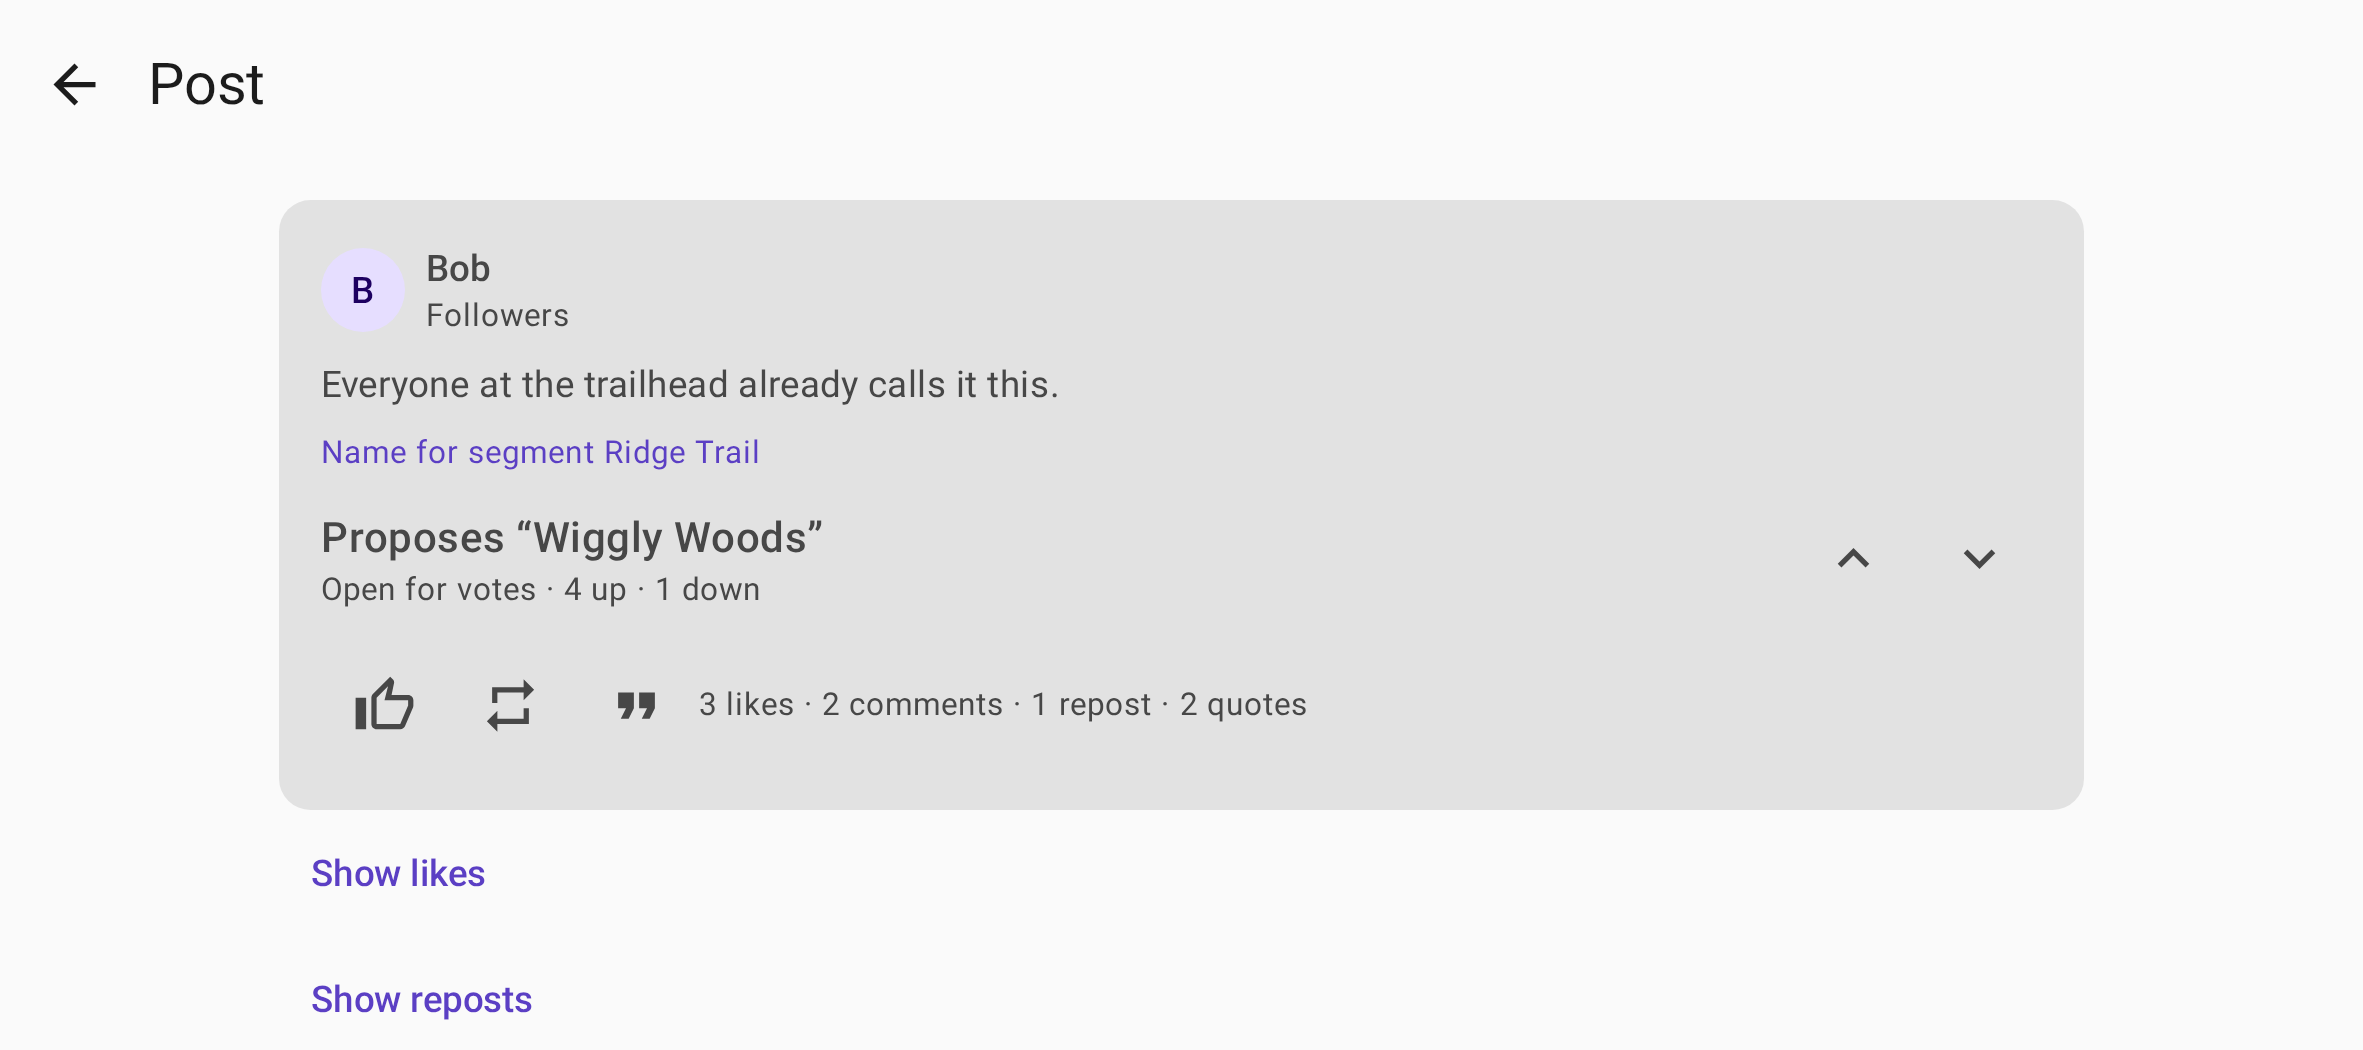 Post
B
Bob
Followers
Everyone at the trailhead already calls it this.
Name for segment Ridge Trail
Proposes “Wiggly Woods”
Open for votes · 4 up · 1 down
3 likes · 2 comments · 1 repost · 2 quotes
Show likes
Show reposts